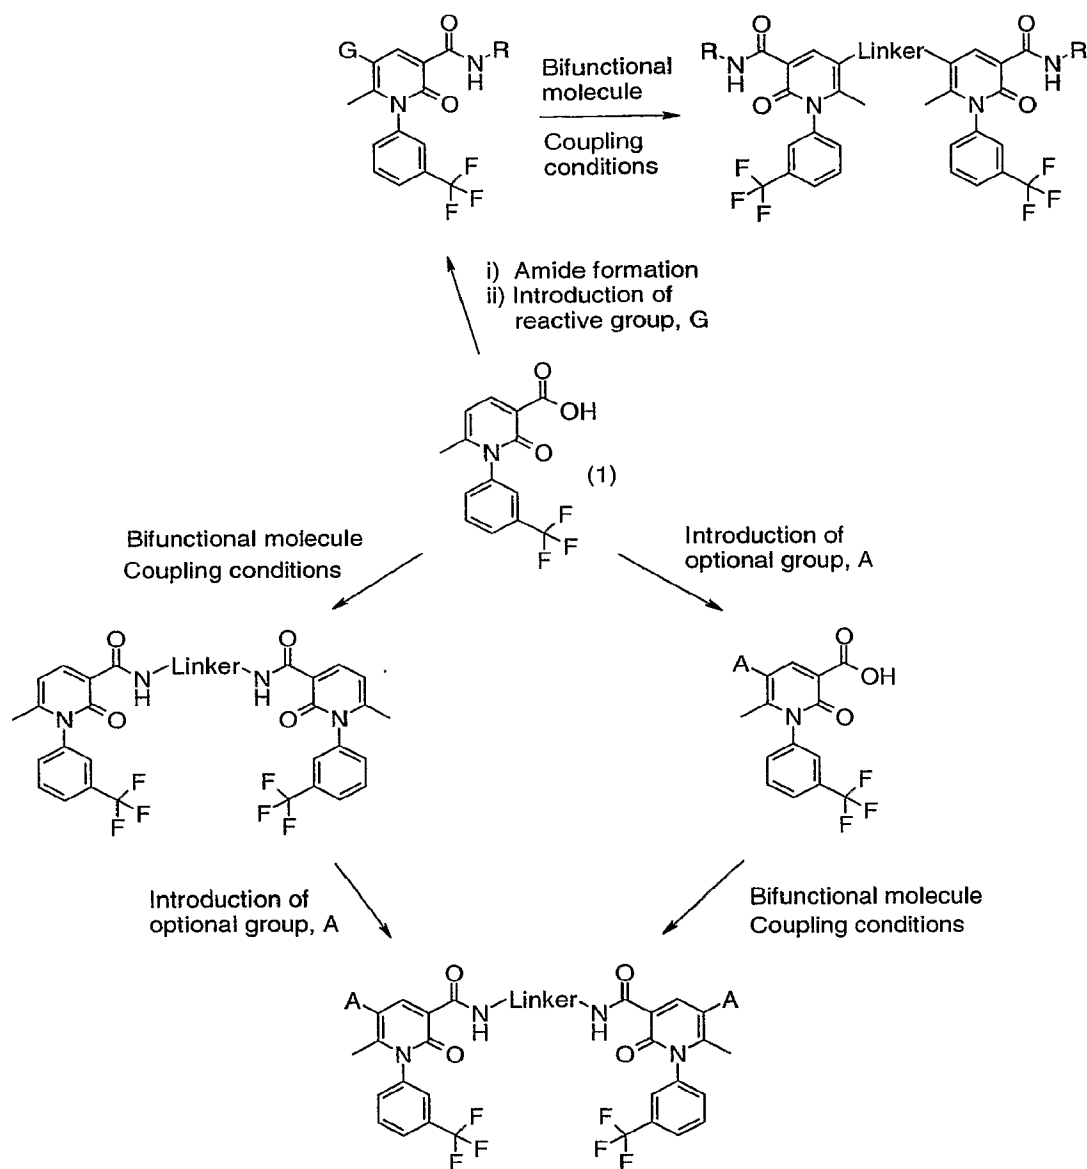 G
O
N
H
R
N
O
F
F
F
Bifunctional
molecule
Coupling
conditions
R
N
H
O
O
N
Linker
O
N
H
R
N
O
F
F
F
F
F
F
i) Amide formation
ii) Introduction of
reactive group, G
O
OH
N
O
(1)
F
F
F
Bifunctional molecule
Coupling conditions
Introduction of
optional group, A
O
N
H
Linker
N
H
O
N
O
O
N
F
F
F
F
F
F
A
O
OH
N
O
F
F
F
Introduction of
optional group, A
Bifunctional molecule
Coupling conditions
A
O
N
H
Linker
N
H
O
A
N
O
O
N
F
F
F
F
F
F